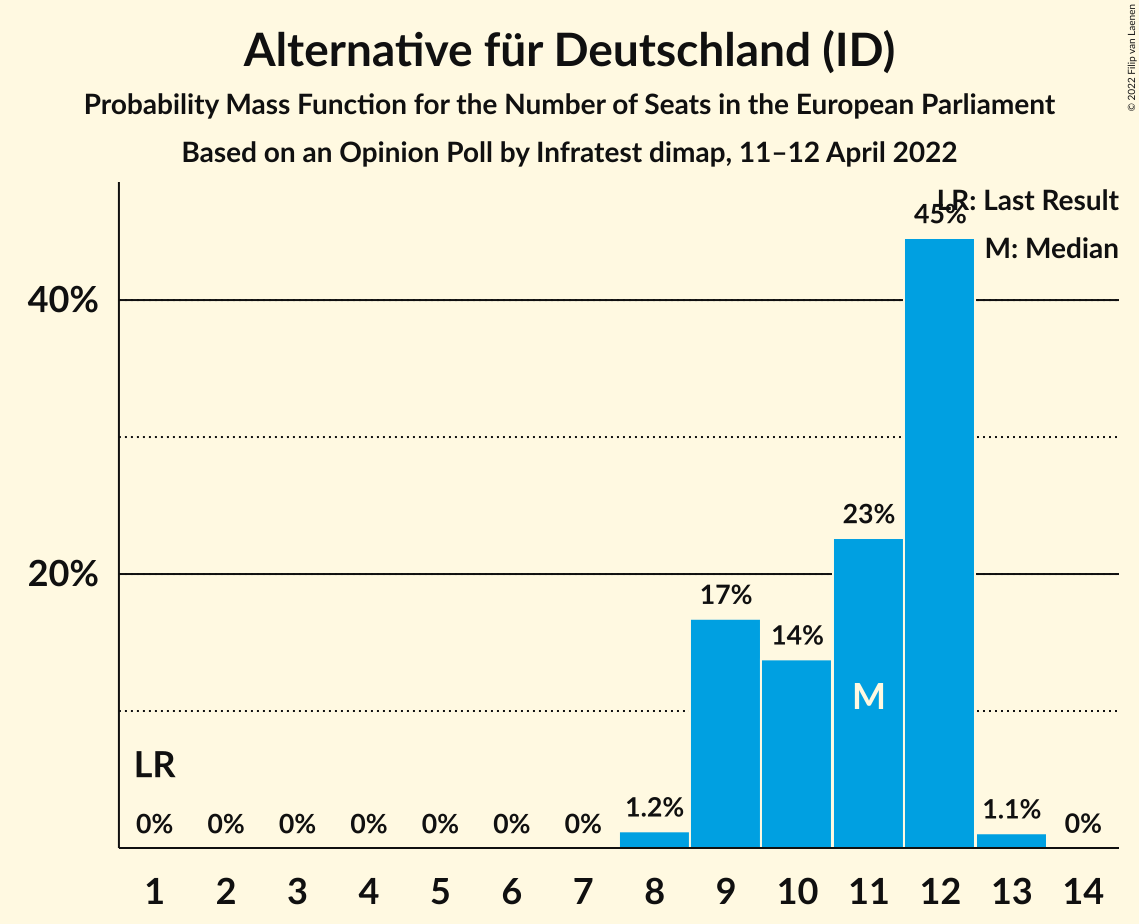 Alternative für Deutschland (ID)
Probability Mass Function for the Number of Seats in the European Parliament
Based on an Opinion Poll by Infratest dimap, 11–12 April 2022
© 2022 Filip van Laenen
LR: Last Result
M: Median
45%
40%
23%
20%
17%
14%
M
LR
0% 0% 0% 0% 0% 0% 0% 1.2% 1.1% 0%
1 2 3 4 5 6 7 8 9 10 11 12 13 14